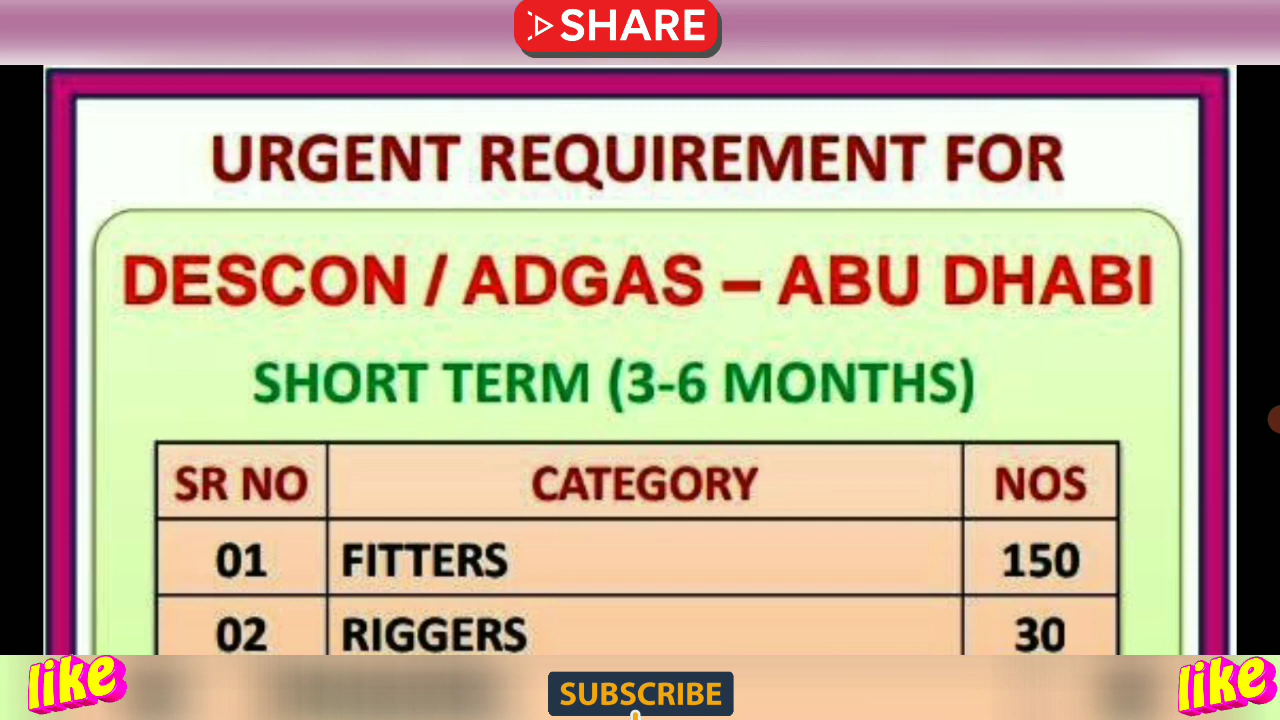 SHARE
URGENT REQUIREMENT FOR
DESCON / ADGAS – ABU DHABI
SHORT TERM (3-6 MONTHS)
SR NO CATEGORY NOS
01 FITTERS 150
02 RIGGERS 30
like like
SUBSCRIBE